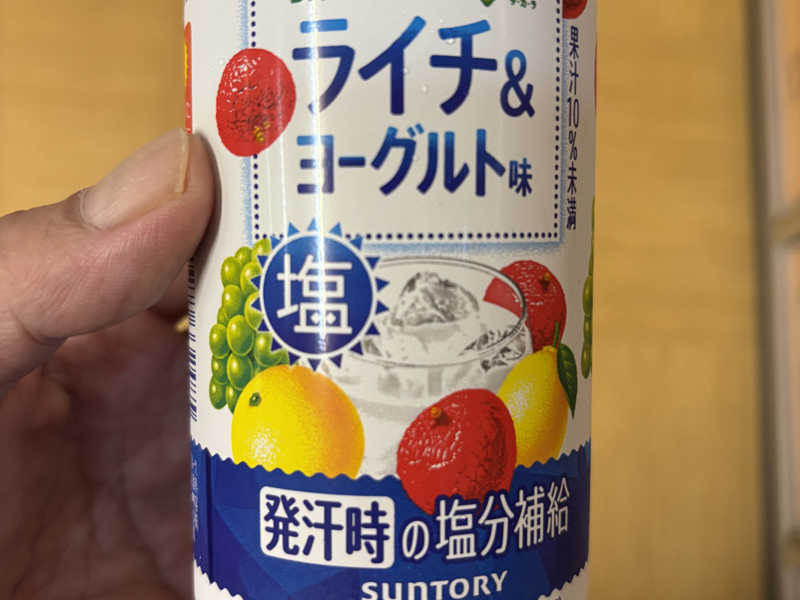 ライチ&
ヨーグルト味
果汁10%未満
塩
発汗時の塩分補給
SUNTORY